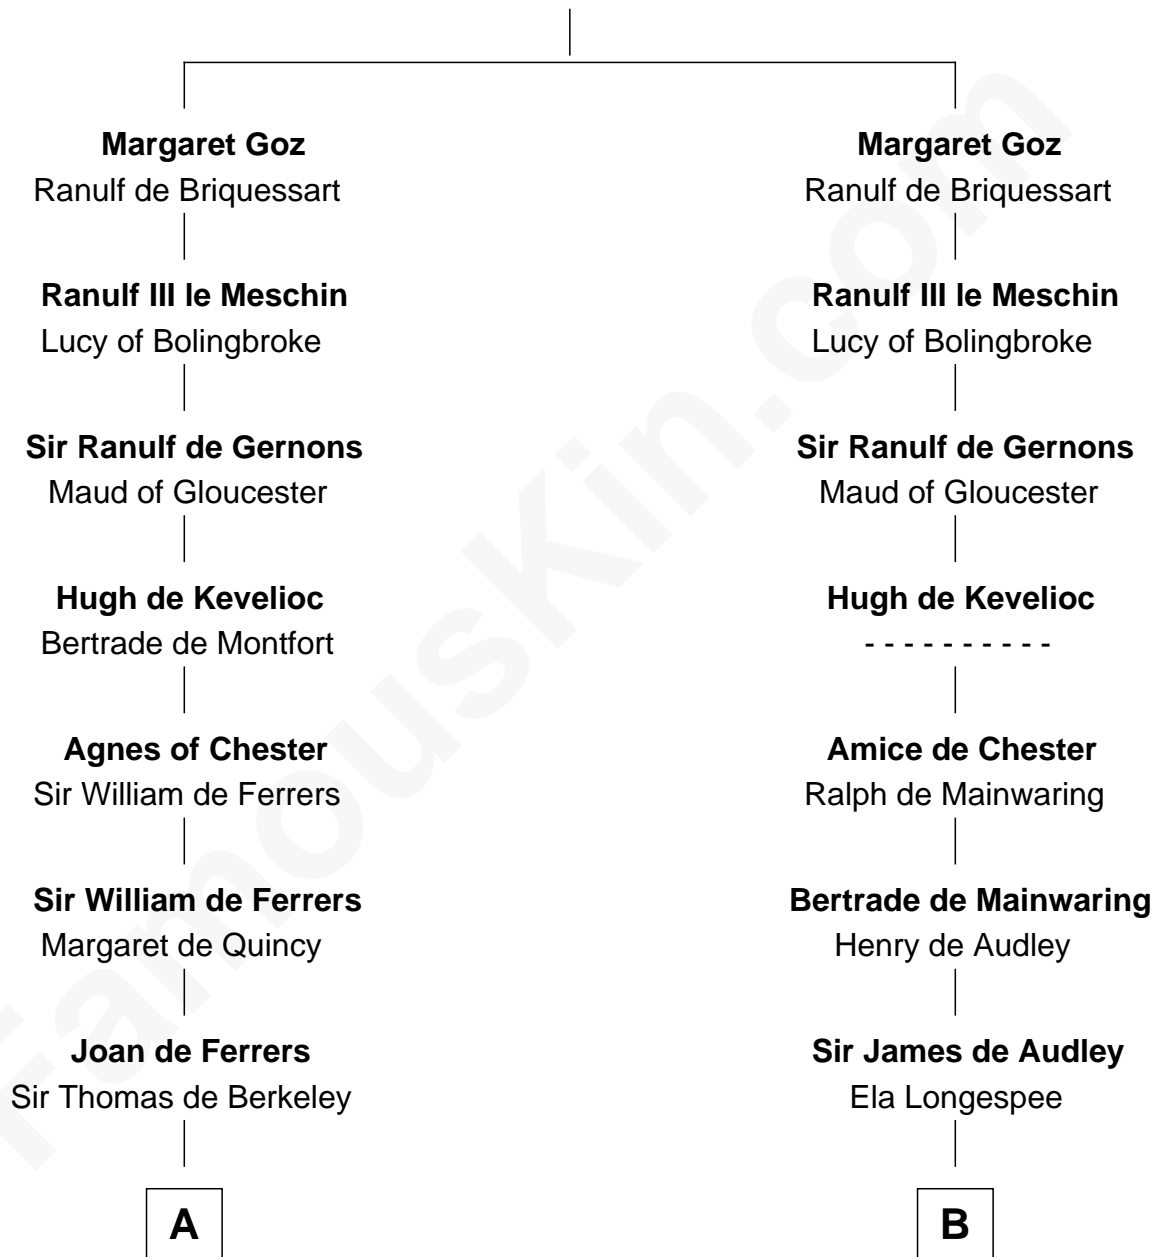 Margaret Goz
Ranulf de Briquessart
Ranulf III le Meschin
Lucy of Bolingbroke
Sir Ranulf de Gernons
Maud of Gloucester
Hugh de Kevelioc
Bertrade de Montfort
Agnes of Chester
Sir William de Ferrers
Sir William de Ferrers
Margaret de Quincy
Joan de Ferrers
Sir Thomas de Berkeley
A
Margaret Goz
Ranulf de Briquessart
Ranulf III le Meschin
Lucy of Bolingbroke
Sir Ranulf de Gernons
Maud of Gloucester
Hugh de Kevelioc
- - - - - - - - - -
Amice de Chester
Ralph de Mainwaring
Bertrade de Mainwaring
Henry de Audley
Sir James de Audley
Ela Longespee
B
FamousKin.com